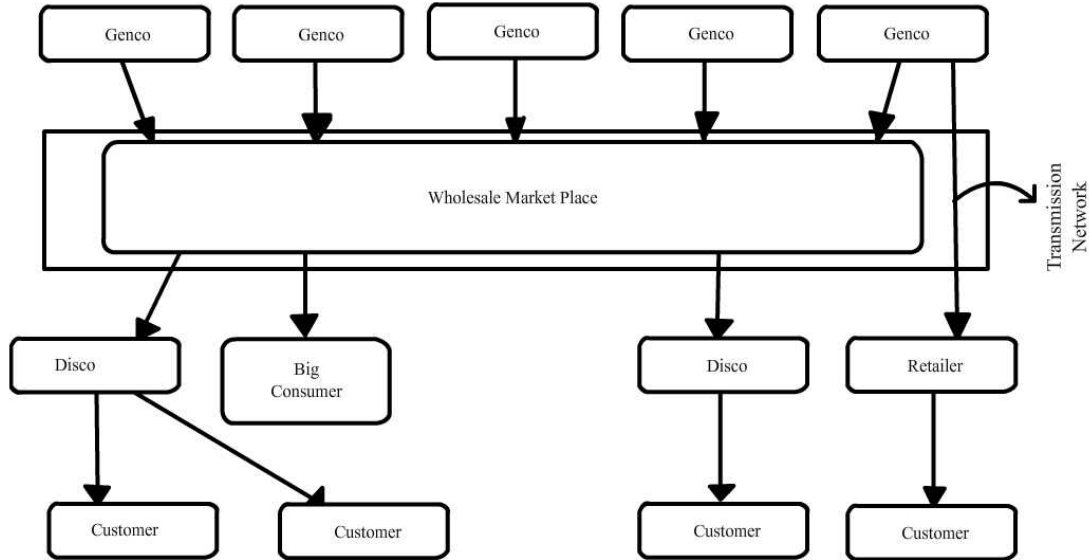 Genco
Genco
Genco
Genco
Genco
Wholesale Market Place
Transmission
Network
Disco
Big
Consumer
Disco
Retailer
Customer
Customer
Customer
Customer